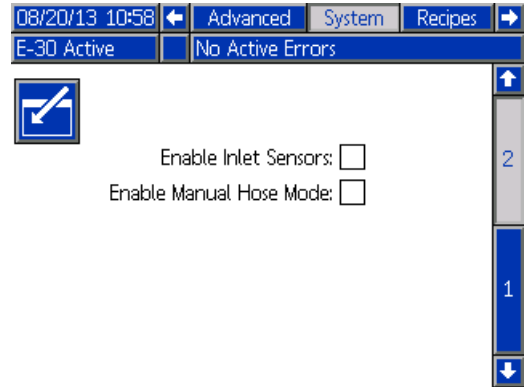 08/20/13 10:58 Advanced System Recipes
E-30 Active No Active Errors
Enable Inlet Sensors:
2
Enable Manual Hose Mode:
1